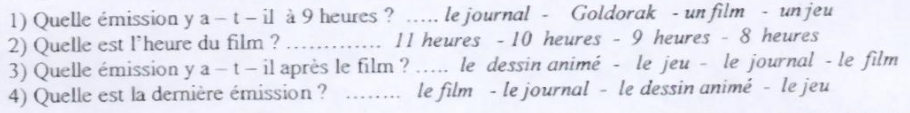 1) Quelle émission y a – t – il à 9 heures ? ..... le journal - Goldorak - un film - un jeu
2) Quelle est l'heure du film ? .............. 11 heures - 10 heures - 9 heures - 8 heures
3) Quelle émission y a – t – il après le film ? ..... le dessin animé - le jeu - le journal - le film
4) Quelle est la dernière émission ? ........ le film - le journal - le dessin animé - le jeu